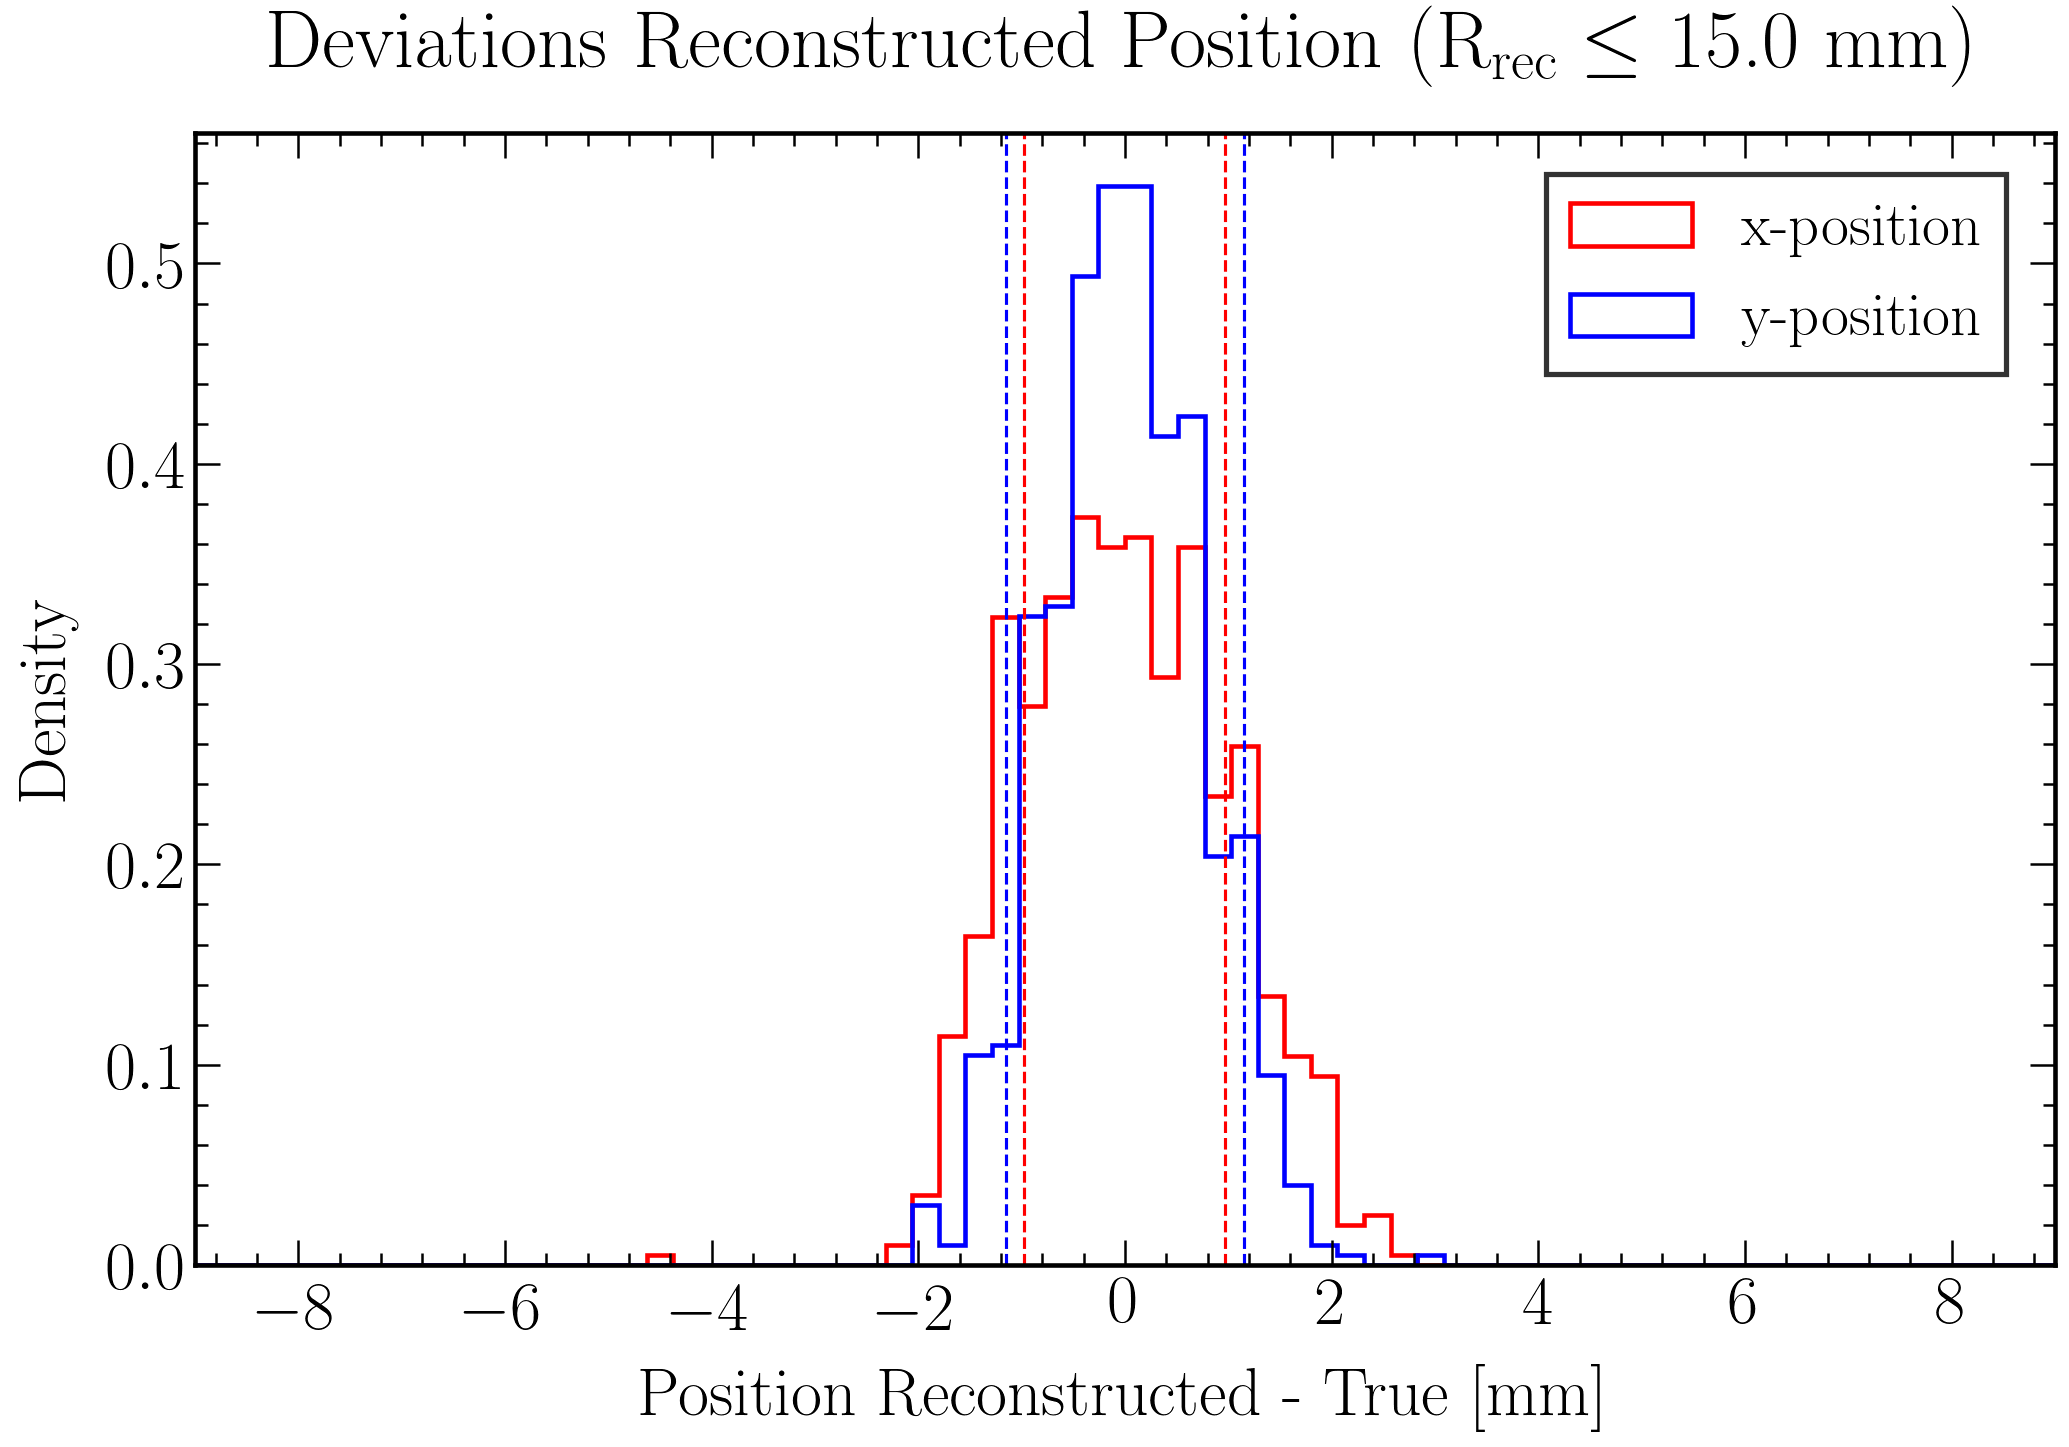 Deviations Reconstructed Position (R_rec ≤ 15.0 mm)
x-position
y-position
0.5
0.4
0.3
0.2
0.1
0.0
Density
−8 −6 −4 −2 0 2 4 6 8
Position Reconstructed - True [mm]